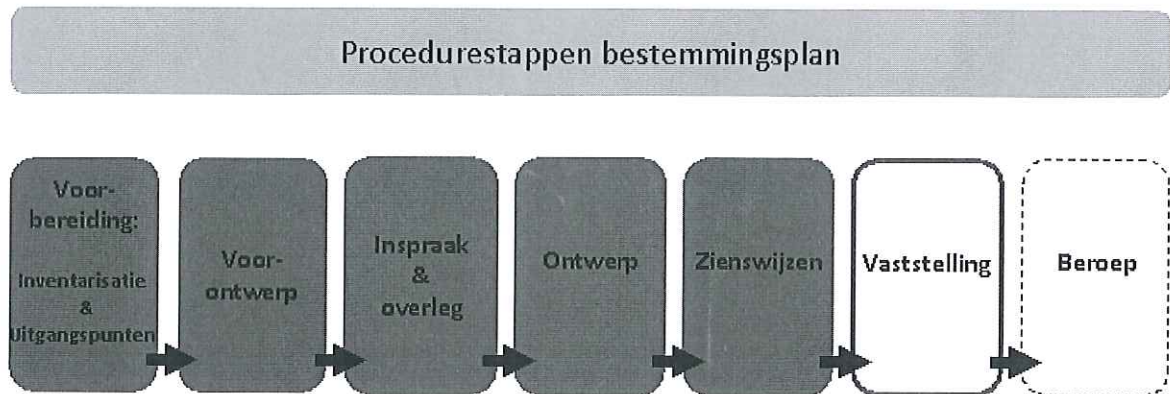 Procedurestappen bestemmingsplan
Voor-
bereiding:
Inventarisatie
&
Uitgangspunten
Voor-
ontwerp
Inspraak
&
overleg
Ontwerp
Zienswijzen
Vaststelling
Beroep